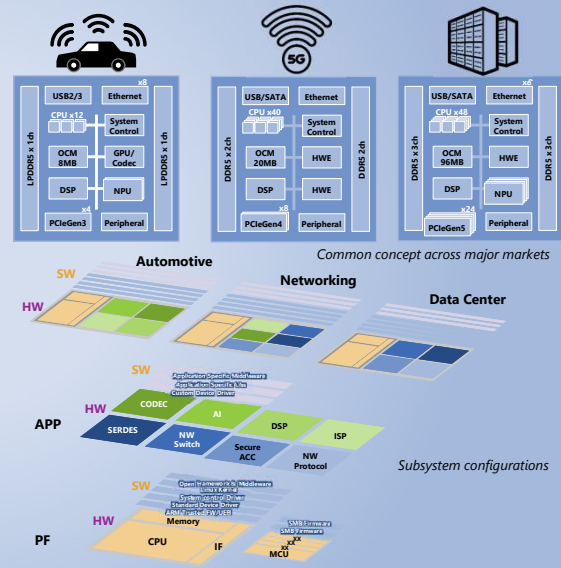 5G
x8
USB2/3
Ethernet
CPU x12
System
Control
OCM
8MB
GPU/
Codec
DSP
NPU
x4
PCIeGen3
Peripheral
LPDDR5 x 1ch
LPDDR5 x 1ch
USB/SATA
Ethernet
CPU x40
System
Control
OCM
20MB
HWE
DSP
HWE
x8
PCIeGen4
Peripheral
DDR5 x 2ch
DDR5 2ch
x6
USB/SATA
Ethernet
CPU x48
System
Control
OCM
96MB
HWE
DSP
NPU
x24
PCIeGen5
Peripheral
DDR5 x 3ch
DDR5 x 3ch
Common concept across major markets
Automotive
Networking
Data Center
SW
HW
SW
Application Specific Middleware
Application Specific Libs
Custom Device Driver
HW
APP
CODEC
AI
DSP
ISP
SERDES
NW
Switch
Secure
ACC
NW
Protocol
Subsystem configurations
SW
Open Framework & Middleware
Linux Kernel
System control Driver
Standard Device Driver
ARM Trusted FW/UEFI
HW
PF
Memory
CPU
IF
SMB Firmware
SMB Firmware
xx
xx
xx
MCU